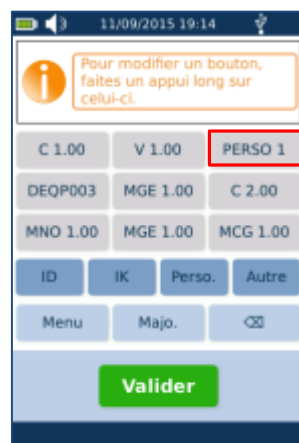 11/09/2015 19:14
Pour modifier un bouton,
faites un appui long sur
celui-ci.
C 1.00 V 1.00 PERSO 1
DEQP003 MGE 1.00 C 2.00
MNO 1.00 MGE 1.00 MCG 1.00
ID IK Perso. Autre
Menu Majo.
Valider